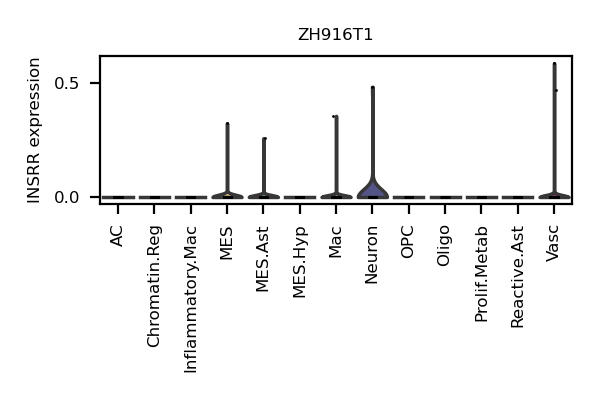 ZH916T1
INSRR expression
0.5
0.0
AC
Chromatin.Reg
Inflammatory.Mac
MES
MES.Ast
MES.Hyp
Mac
Neuron
OPC
Oligo
Prolif.Metab
Reactive.Ast
Vasc